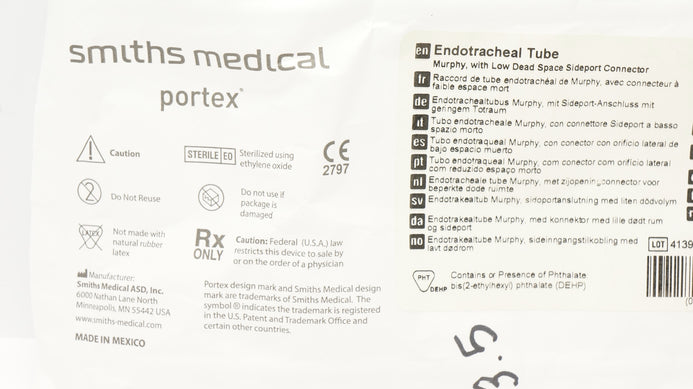 smiths medical
portex®
Caution
STERILE EO Sterilized using
ethylene oxide
CE
2797
2
Do Not Reuse
Do not use if
package is
damaged
LATEX
Not made with
natural rubber
latex
Rx
ONLY
Caution: Federal (U.S.A.) law
restricts this device to sale by
or on the order of a physician
Manufacturer:
Smiths Medical ASD, Inc.
6000 Nathan Lane North
Minneapolis, MN 55442 USA
www.smiths-medical.com
MADE IN MEXICO
Portex design mark and Smiths Medical design
mark are trademarks of Smiths Medical. The
symbol ® indicates the trademark is registered
in the U.S. Patent and Trademark Office and
certain other countries.
en Endotracheal Tube
Murphy, with Low Dead Space Sideport Connector
fr Raccord de tube endotrachéal de Murphy, avec connecteur à
faible espace mort
de Endotrachealtubus Murphy, mit Sideport-Anschluss mit
geringem Totraum
it Tubo endotracheale Murphy, con connettore Sideport a basso
spazio morto
es Tubo endotraqueal Murphy, con conector con orificio lateral de
bajo espacio muerto
pt Tubo endotraqueal Murphy, com conector com orifício lateral
com reduzido espaço morto
nl Endotracheale tube Murphy, met zijopeningconnector voor
beperkte dode ruimte
sv Endotrakealtub Murphy, sidoportanslutning med liten dödvolym
da Endotrakealtube Murphy, med konnektor med lille dødt rum
og sideport
no Endotrakealtube Murphy, sideinngangstilkobling med
lavt dødrom
LOT 4139
PHT
DEHP
Contains or Presence of Phthalate
bis(2-ethylhexyl) phthalate (DEHP)
3.5